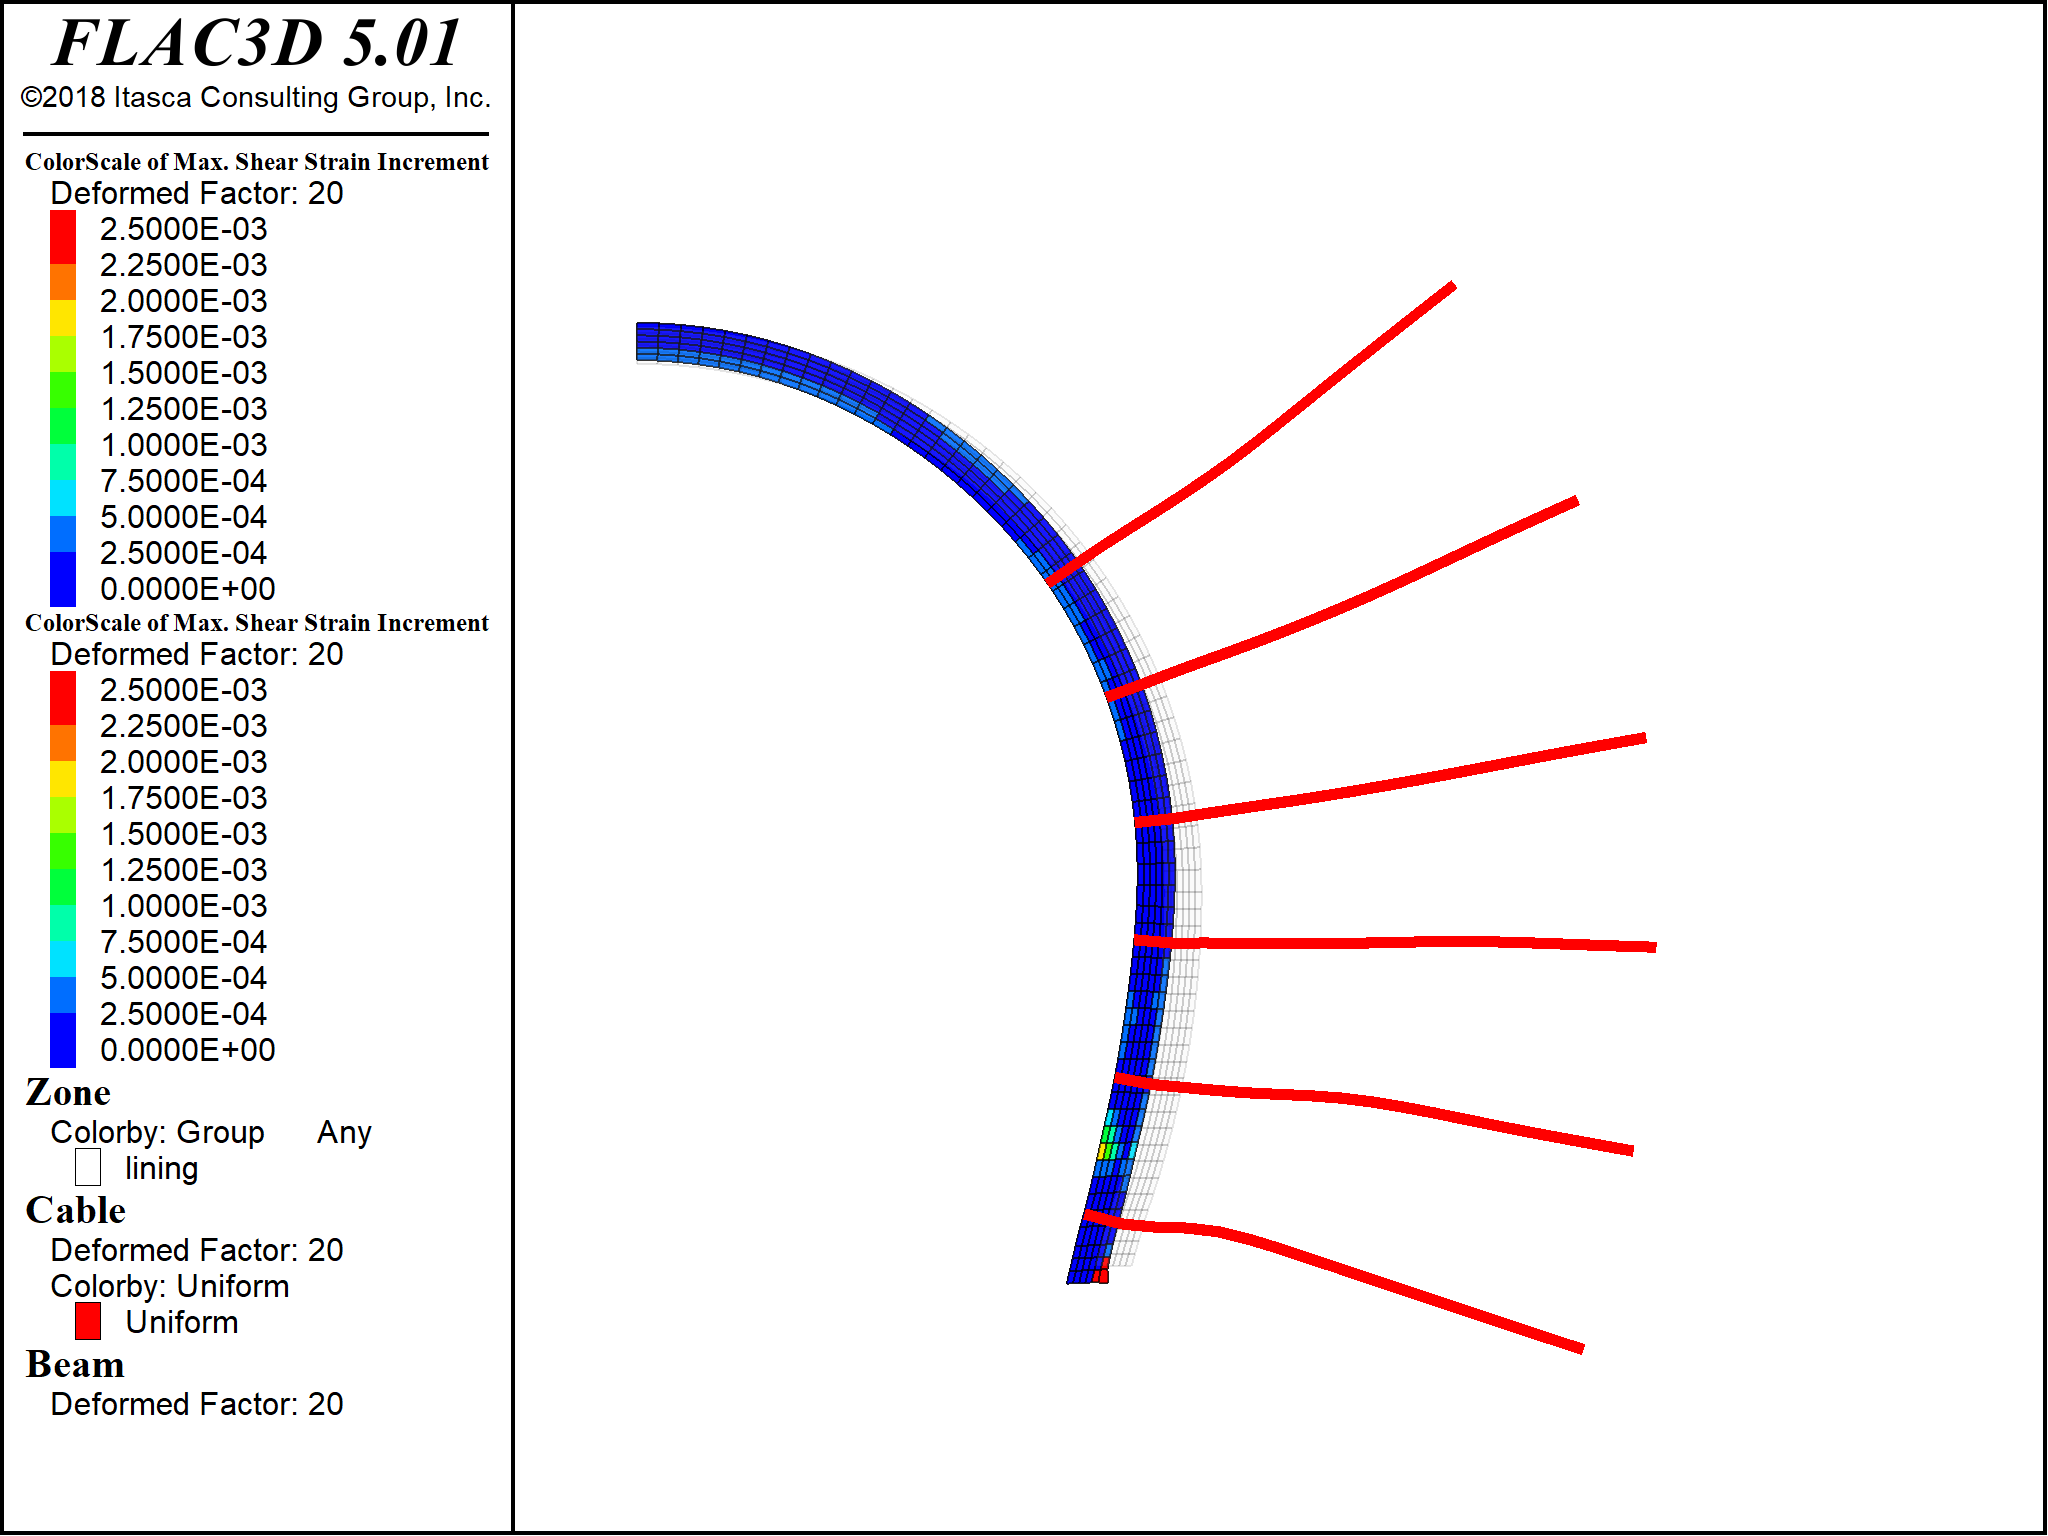 FLAC3D 5.01
©2018 Itasca Consulting Group, Inc.
ColorScale of Max. Shear Strain Increment
Deformed Factor: 20
2.5000E-03
2.2500E-03
2.0000E-03
1.7500E-03
1.5000E-03
1.2500E-03
1.0000E-03
7.5000E-04
5.0000E-04
2.5000E-04
0.0000E+00
ColorScale of Max. Shear Strain Increment
Deformed Factor: 20
2.5000E-03
2.2500E-03
2.0000E-03
1.7500E-03
1.5000E-03
1.2500E-03
1.0000E-03
7.5000E-04
5.0000E-04
2.5000E-04
0.0000E+00
Zone
Colorby: Group Any
lining
Cable
Deformed Factor: 20
Colorby: Uniform
Uniform
Beam
Deformed Factor: 20